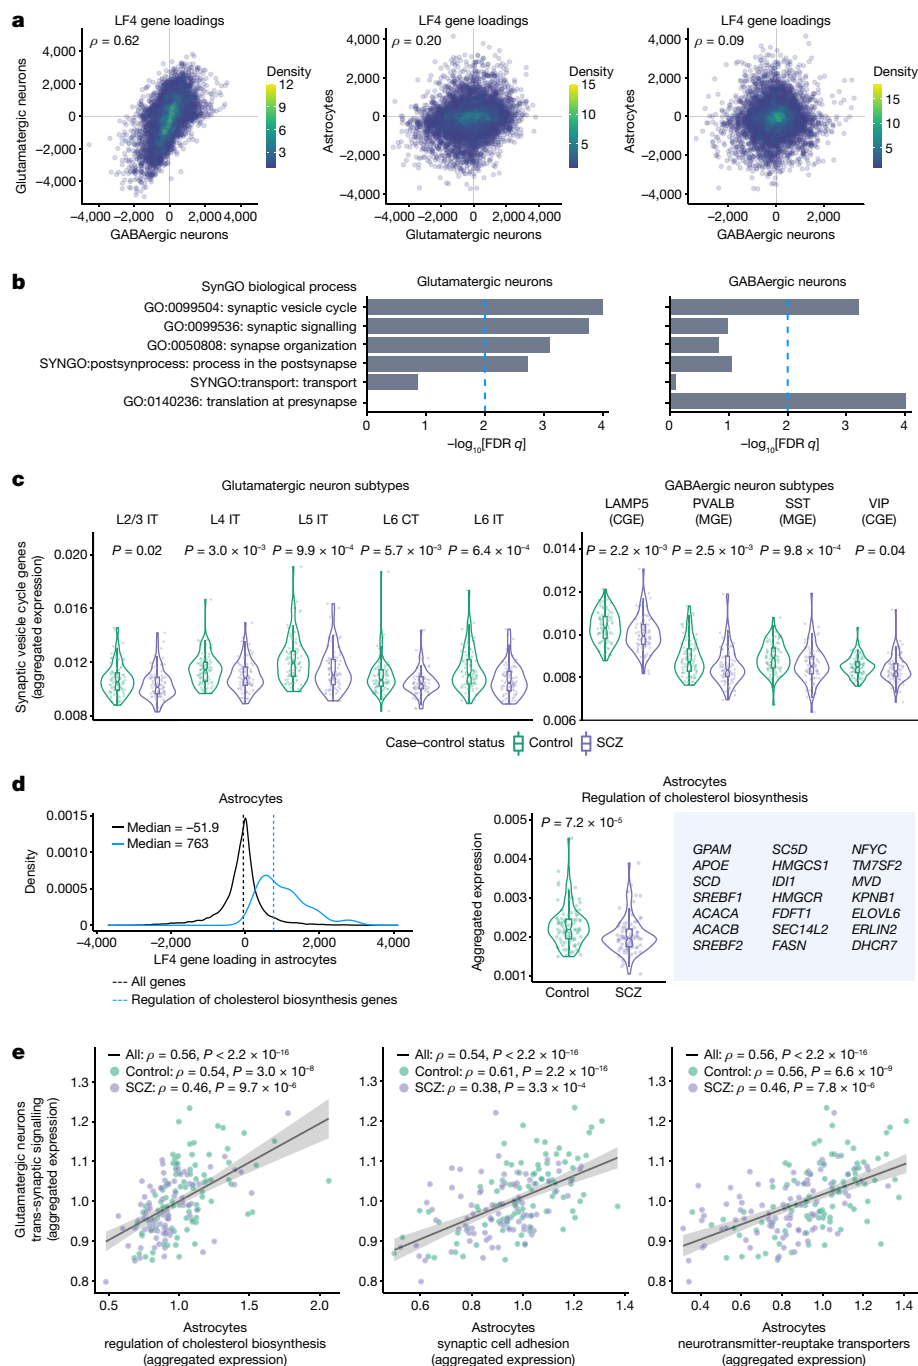 a
LF4 gene loadings
ρ = 0.62
Glutamatergic neurons
4,000
2,000
0
−2,000
−4,000
−4,000 −2,000 0 2,000 4,000
GABAergic neurons
Density
12
9
6
3
LF4 gene loadings
ρ = 0.20
Astrocytes
4,000
2,000
0
−2,000
−4,000
−4,000 −2,000 0 2,000 4,000
Glutamatergic neurons
Density
15
10
5
LF4 gene loadings
ρ = 0.09
Astrocytes
4,000
2,000
0
−2,000
−4,000
−2,000 0 2,000
GABAergic neurons
Density
15
10
5
b
SynGO biological process
Glutamatergic neurons
GABAergic neurons
GO:0099504: synaptic vesicle cycle
GO:0099536: synaptic signalling
GO:0050808: synapse organization
SYNGO:postsynprocess: process in the postsynapse
SYNGO:transport: transport
GO:0140236: translation at presynapse
0 1 2 3 4
−log10[FDR q]
0 1 2 3 4
−log10[FDR q]
c
Glutamatergic neuron subtypes
L2/3 IT L4 IT L5 IT L6 CT L6 IT
P = 0.02 P = 3.0 × 10−3 P = 9.9 × 10−4 P = 5.7 × 10−3 P = 6.4 × 10−4
Synaptic vesicle cycle genes
(aggregated expression)
0.020
0.016
0.012
0.008
GABAergic neuron subtypes
LAMP5 PVALB SST VIP
(CGE) (MGE) (MGE) (CGE)
P = 2.2 × 10−3 P = 2.5 × 10−3 P = 9.8 × 10−4 P = 0.04
0.014
0.012
0.010
0.008
0.006
Case–control status Control SCZ
d
Astrocytes
Median = −51.9
Median = 763
Density
0.0015
0.0010
0.0005
0
−4,000 −2,000 0 2,000 4,000
LF4 gene loading in astrocytes
All genes
Regulation of cholesterol biosynthesis genes
Astrocytes
Regulation of cholesterol biosynthesis
P = 7.2 × 10−5
Aggregated expression
0.005
0.004
0.003
0.002
0.001
Control SCZ
GPAM SC5D NFYC
APOE HMGCS1 TM7SF2
SCD IDI1 MVD
SREBF1 HMGCR KPNB1
ACACA FDFT1 ELOVL6
ACACB SEC14L2 ERLIN2
SREBF2 FASN DHCR7
e
Glutamatergic neurons
trans-synaptic signalling
(aggregated expression)
All: ρ = 0.56, P < 2.2 × 10−16
Control: ρ = 0.54, P = 3.0 × 10−8
SCZ: ρ = 0.46, P = 9.7 × 10−6
1.3
1.2
1.1
1.0
0.9
0.8
0.5 1.0 1.5 2.0
Astrocytes
regulation of cholesterol biosynthesis
(aggregated expression)
All: ρ = 0.54, P < 2.2 × 10−16
Control: ρ = 0.61, P = 2.2 × 10−16
SCZ: ρ = 0.38, P = 3.3 × 10−4
1.3
1.2
1.1
1.0
0.9
0.8
0.6 0.8 1.0 1.2 1.4
Astrocytes
synaptic cell adhesion
(aggregated expression)
All: ρ = 0.56, P < 2.2 × 10−16
Control: ρ = 0.56, P = 6.6 × 10−9
SCZ: ρ = 0.46, P = 7.8 × 10−6
1.3
1.2
1.1
1.0
0.9
0.8
0.4 0.6 0.8 1.0 1.2 1.4
Astrocytes
neurotransmitter-reuptake transporters
(aggregated expression)